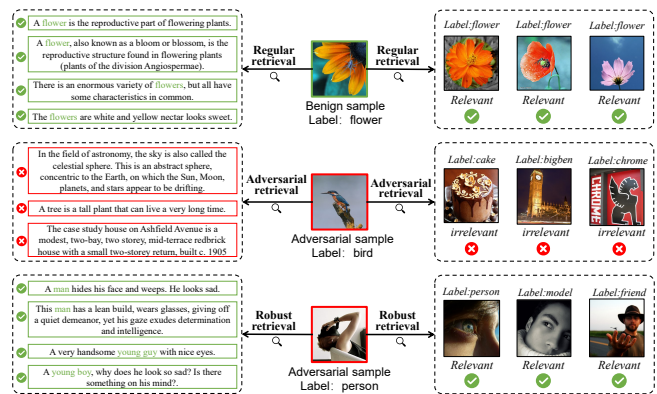 A flower is the reproductive part of flowering plants.
A flower, also known as a bloom or blossom, is the
reproductive structure found in flowering plants
(plants of the division Angiospermae).
There is an enormous variety of flowers, but all have
some characteristics in common.
The flowers are white and yellow nectar looks sweet.
Regular
retrieval
Benign sample
Label: flower
Regular
retrieval
Label:flower
Label:flower
Label:flower
Relevant
Relevant
Relevant
In the field of astronomy, the sky is also called the
celestial sphere. This is an abstract sphere,
concentric to the Earth, on which the Sun, Moon,
planets, and stars appear to be drifting.
A tree is a tall plant that can live a very long time.
The case study house on Ashfield Avenue is a
modest, two-bay, two storey, mid-terrace redbrick
house with a small two-storey return, built c. 1905
Adversarial
retrieval
Adversarial sample
Label: bird
Adversarial
retrieval
Label:cake
Label:bigben
Label:chrome
CHROME
irrelevant
irrelevant
irrelevant
A man hides his face and weeps. He looks sad.
This man has a lean build, wears glasses, giving off
a quiet demeanor, yet his gaze exudes determination
and intelligence.
A very handsome young guy with nice eyes.
A young boy, why does he look so sad? Is there
something on his mind?.
Robust
retrieval
Adversarial sample
Label: person
Robust
retrieval
Label:person
Label:model
Label:friend
Relevant
Relevant
Relevant